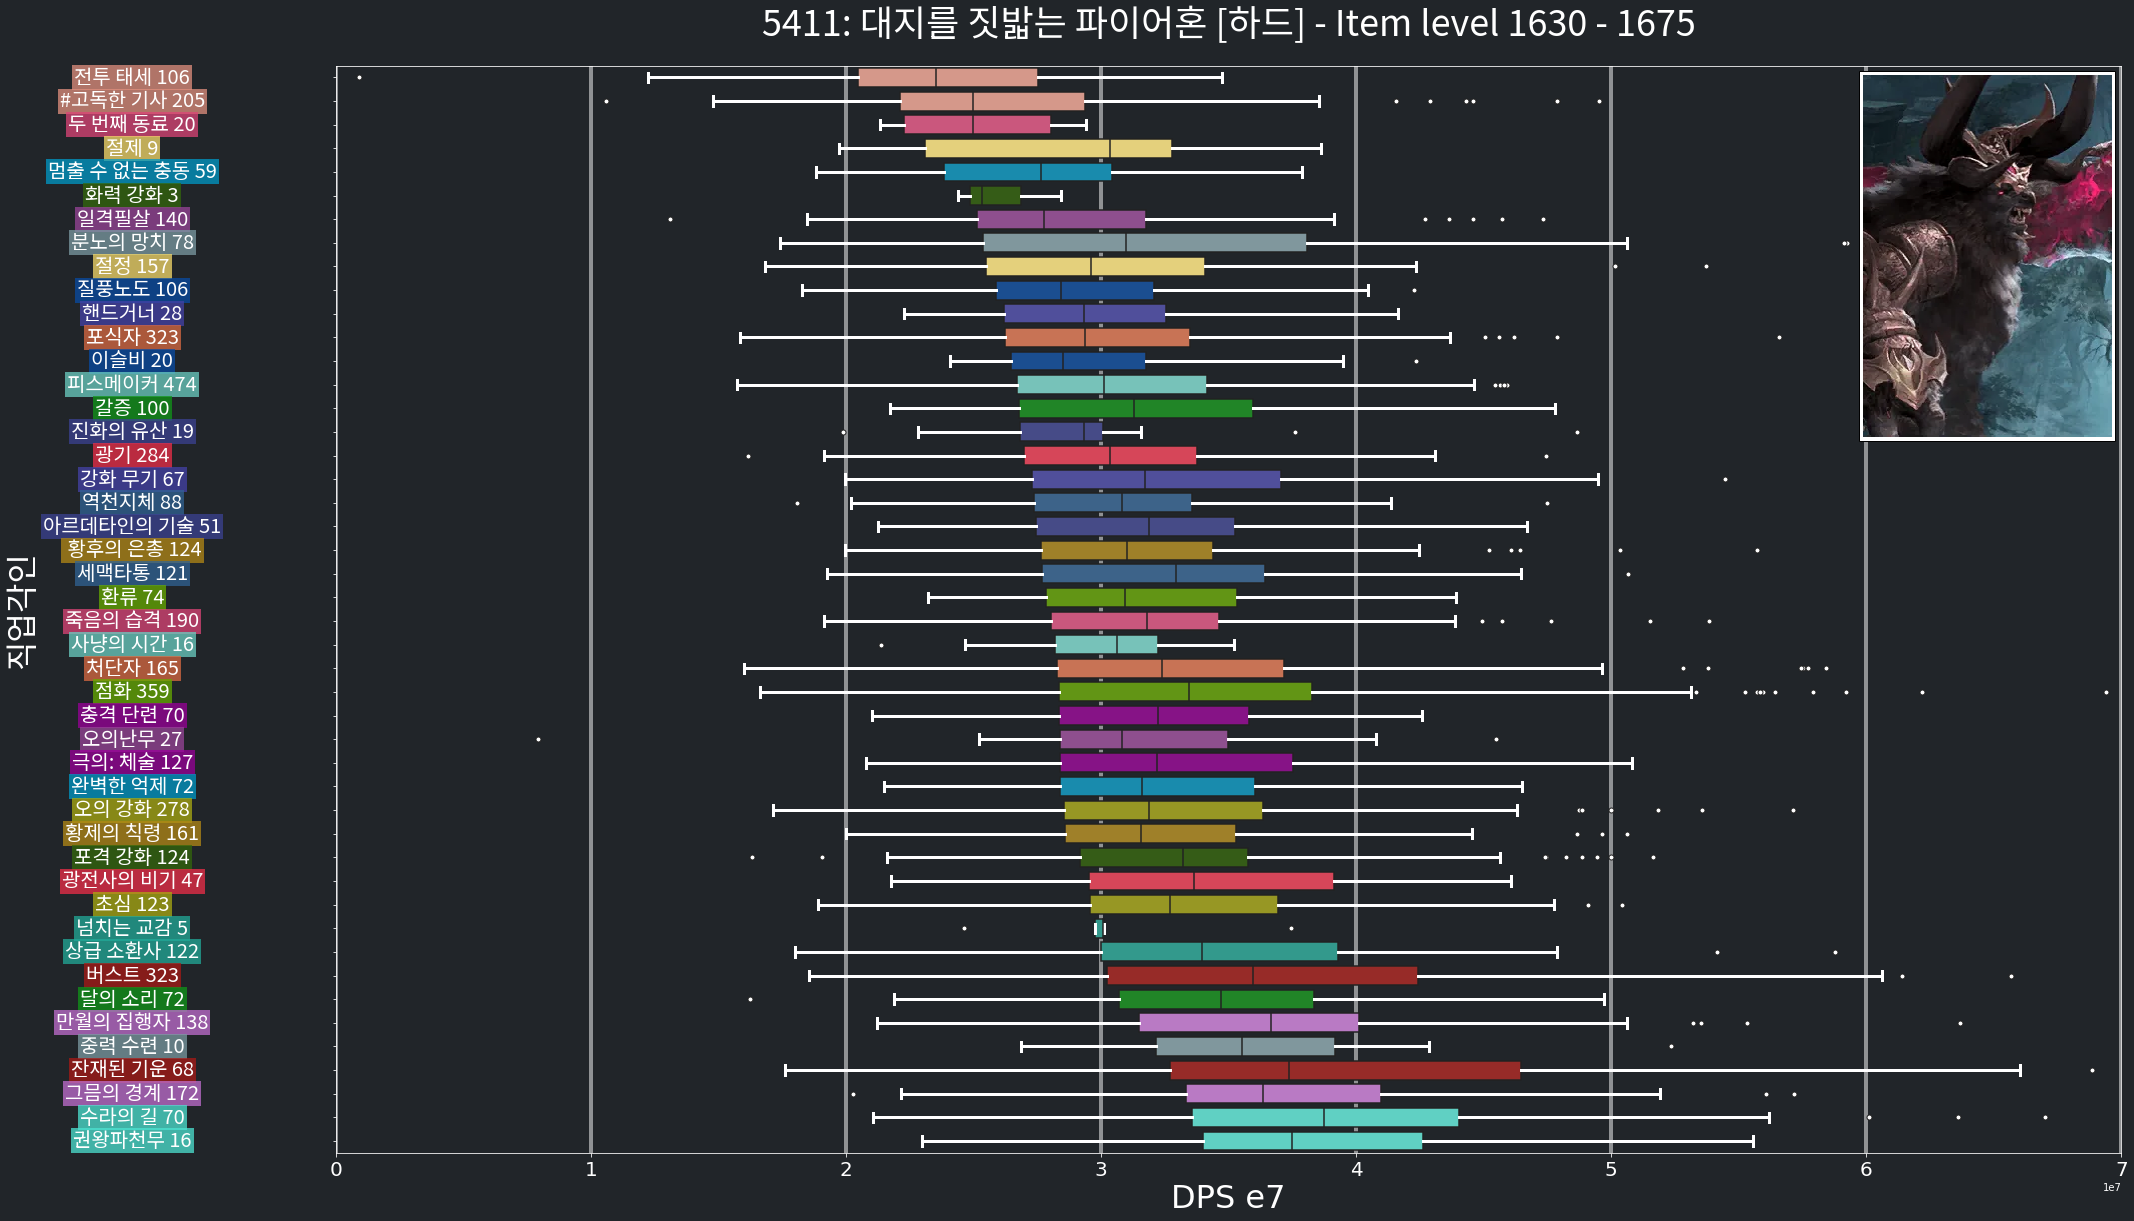 5411: 대지를 짓밟는 파이어혼 [하드] - Item level 1630 - 1675
직업각인
전투 태세 106
#고독한 기사 205
두 번째 동료 20
절제 9
멈출 수 없는 충동 59
화력 강화 3
일격필살 140
분노의 망치 78
절정 157
질풍노도 106
핸드거너 28
포식자 323
이슬비 20
피스메이커 474
갈증 100
진화의 유산 19
광기 284
강화 무기 67
역천지체 88
아르데타인의 기술 51
황후의 은총 124
세맥타통 121
환류 74
죽음의 습격 190
사냥의 시간 16
처단자 165
점화 359
충격 단련 70
오의난무 27
극의: 체술 127
완벽한 억제 72
오의 강화 278
황제의 칙령 161
포격 강화 124
광전사의 비기 47
초심 123
넘치는 교감 5
상급 소환사 122
버스트 323
달의 소리 72
만월의 집행자 138
중력 수련 10
잔재된 기운 68
그믐의 경계 172
수라의 길 70
권왕파천무 16
0 1 2 3 4 5 6 7
1e7
DPS e7